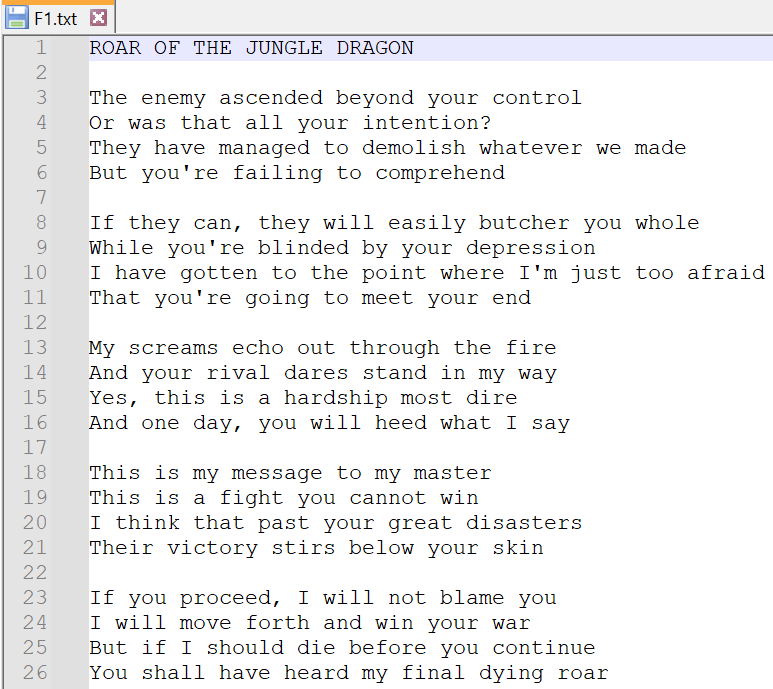 F1.txt
1 ROAR OF THE JUNGLE DRAGON
2
3 The enemy ascended beyond your control
4 Or was that all your intention?
5 They have managed to demolish whatever we made
6 But you're failing to comprehend
7
8 If they can, they will easily butcher you whole
9 While you're blinded by your depression
10 I have gotten to the point where I'm just too afraid
11 That you're going to meet your end
12
13 My screams echo out through the fire
14 And your rival dares stand in my way
15 Yes, this is a hardship most dire
16 And one day, you will heed what I say
17
18 This is my message to my master
19 This is a fight you cannot win
20 I think that past your great disasters
21 Their victory stirs below your skin
22
23 If you proceed, I will not blame you
24 I will move forth and win your war
25 But if I should die before you continue
26 You shall have heard my final dying roar